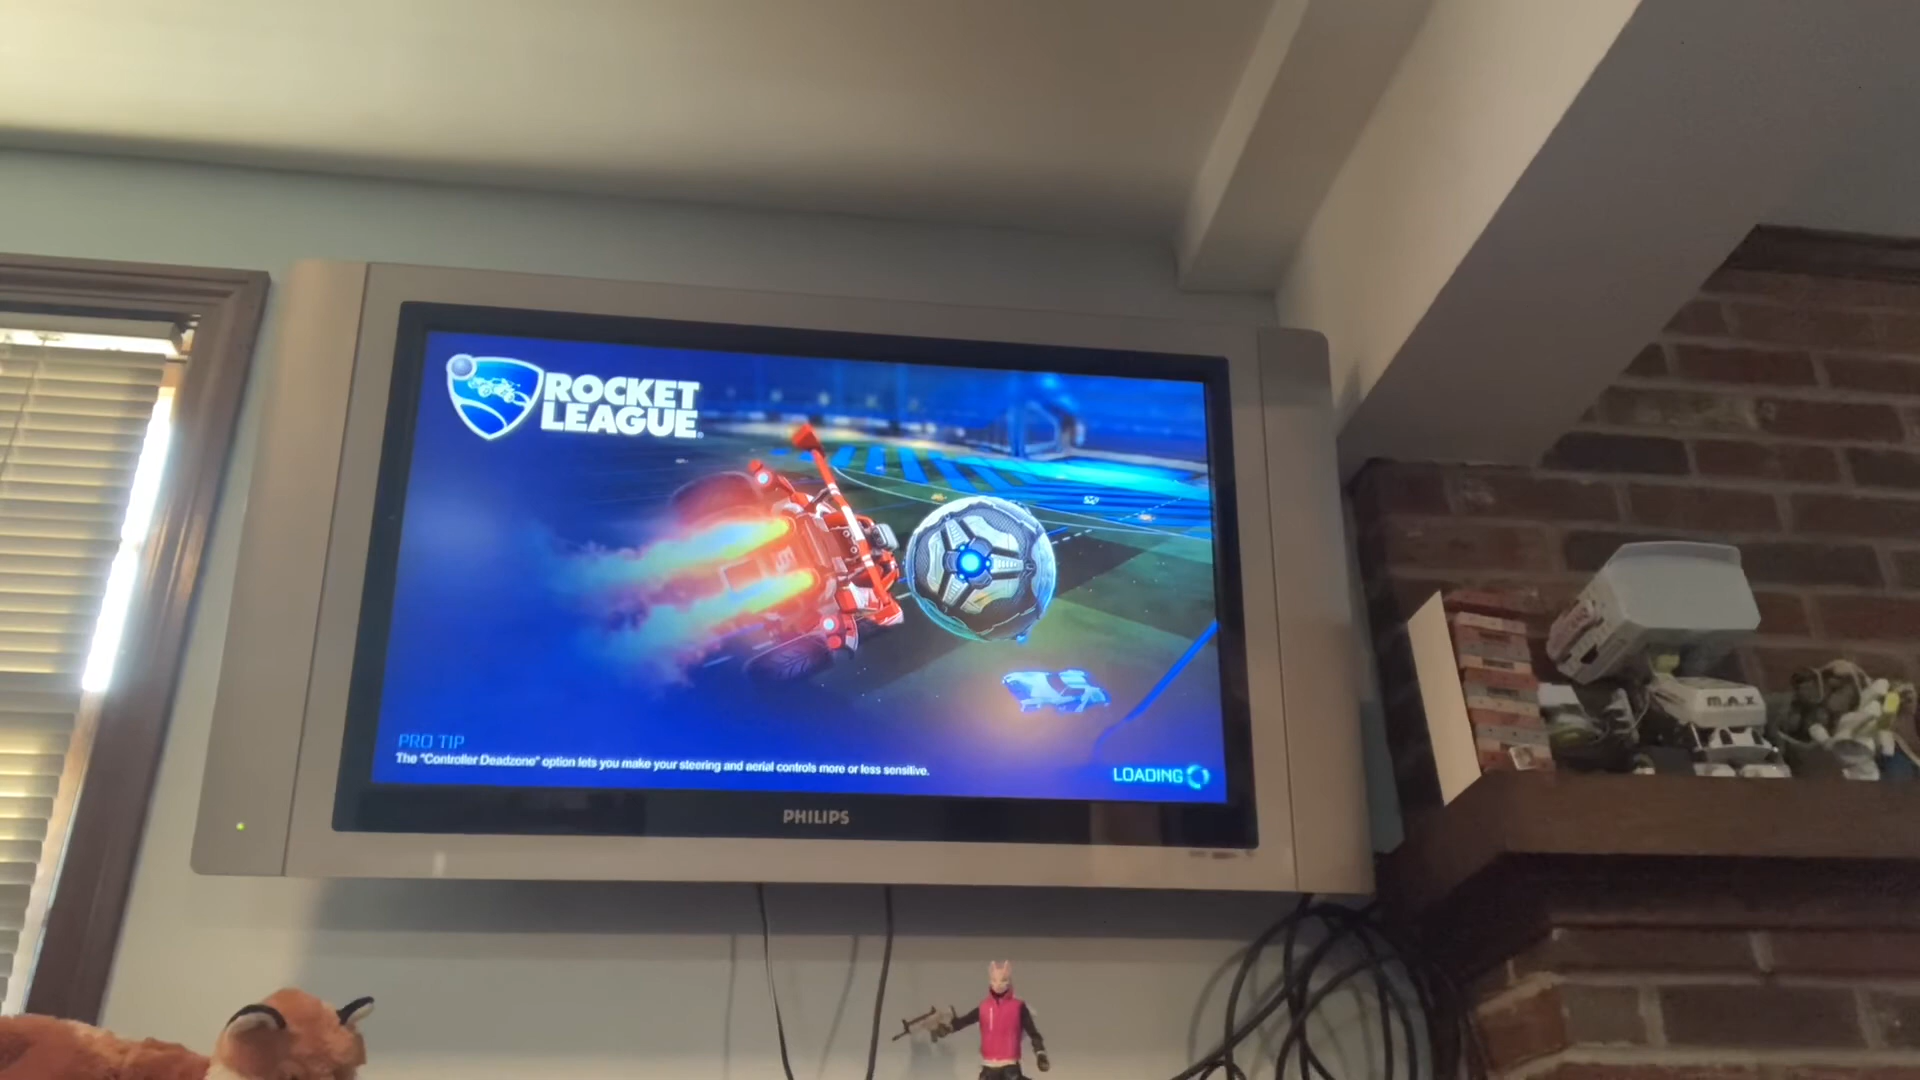 ROCKET
LEAGUE
PRO TIP
The "Controller Deadzone" option lets you make your steering and aerial controls more or less sensitive.
LOADING
PHILIPS
M.A.X